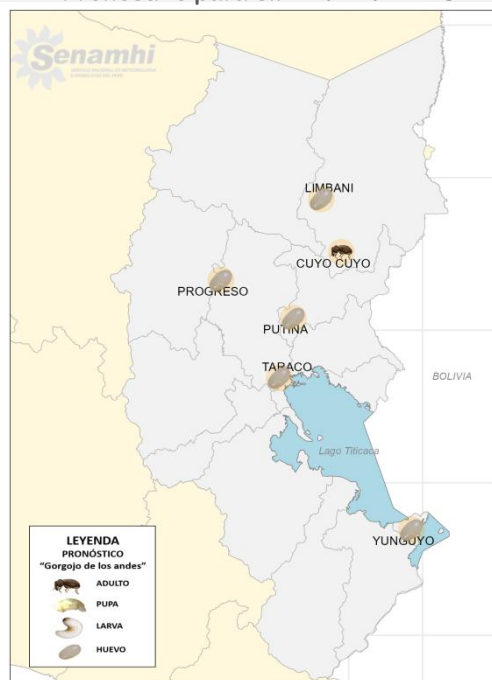 Senamhi
LIMBANI
CUYO CUYO
PROGRESO
PUTINA
TARACO
BOLIVIA
Lago Titicaca
YUNGUYO
LEYENDA
PRONÓSTICO
"Gorgojo de los andes"
ADULTO
PUPA
LARVA
HUEVO